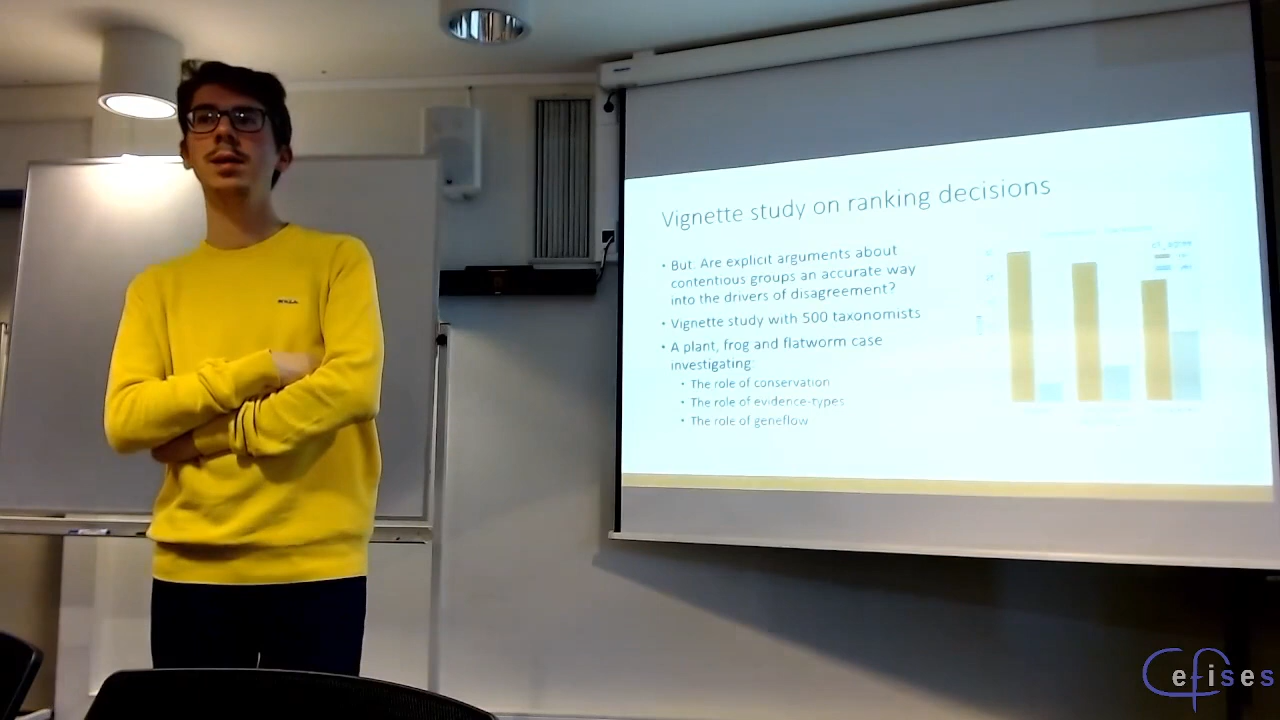 Vignette study on ranking decisions
• But. Are explicit arguments about
contentious groups an accurate way
into the drivers of disagreement?
• Vignette study with 500 taxonomists
• A plant, frog and flatworm case
investigating:
• The role of conservation
• The role of evidence-types
• The role of geneflow
Cefises